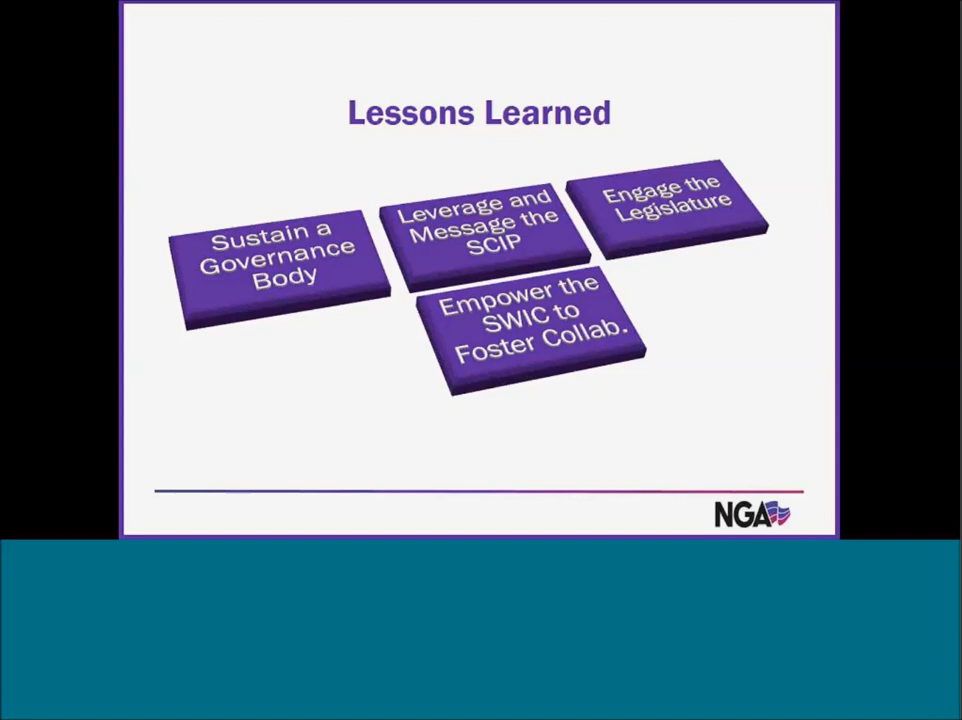 Lessons Learned
Sustain a
Governance
Body
Leverage and
Message the
SCIP
Engage the
Legislature
Empower the
SWIC to
Foster Collab.
NGA